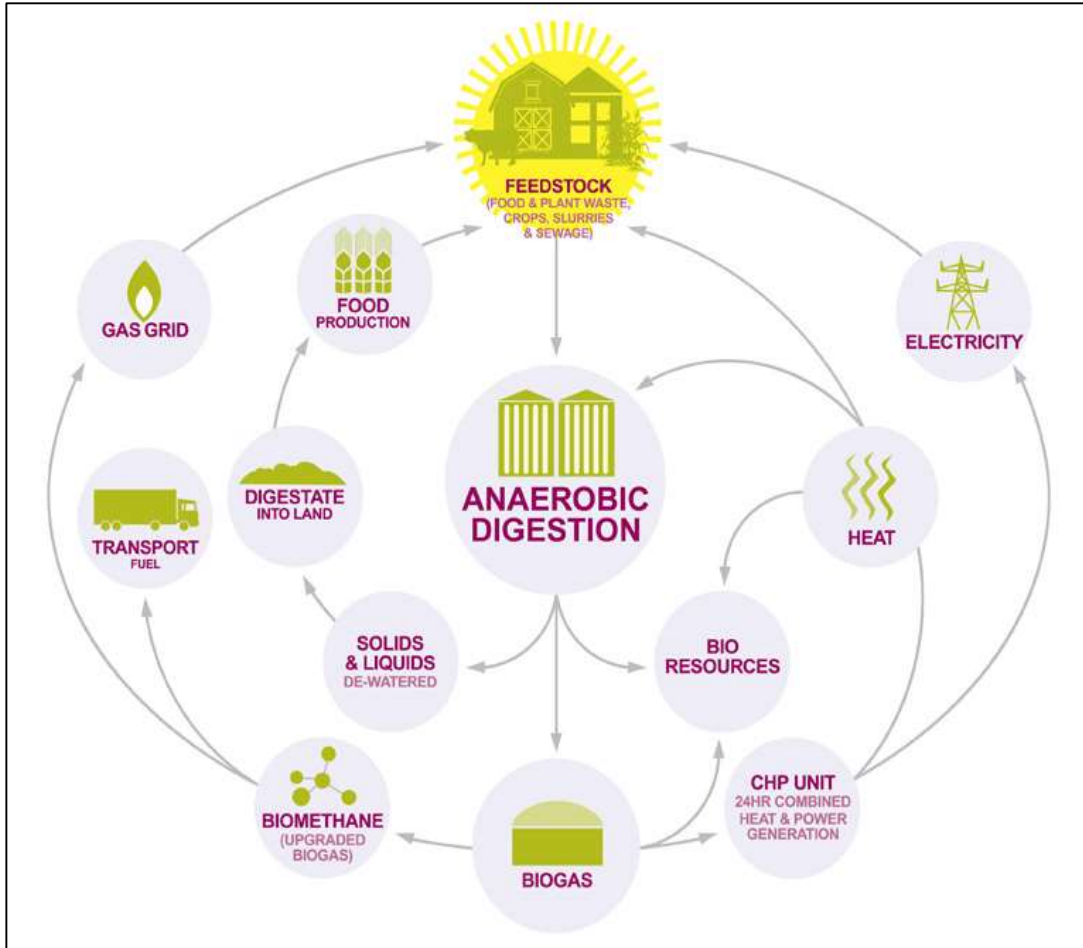 FEEDSTOCK
(FOOD & PLANT WASTE,
CROPS, SLURRIES
& SEWAGE)
GAS GRID
FOOD
PRODUCTION
ELECTRICITY
TRANSPORT
FUEL
DIGESTATE
INTO LAND
ANAEROBIC
DIGESTION
HEAT
SOLIDS
& LIQUIDS
DE-WATERED
BIO
RESOURCES
BIOMETHANE
(UPGRADED
BIOGAS)
BIOGAS
CHP UNIT
24HR COMBINED
HEAT & POWER
GENERATION